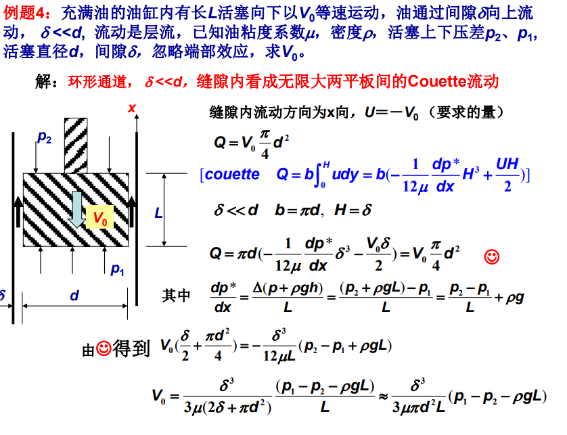 例题4：充满油的油缸内有长L活塞向下以V₀等速运动，油通过间隙δ向上流
动， δ<<d, 流动是层流，已知油粘度系数μ，密度ρ，活塞上下压差p₂、p₁,
活塞直径d，间隙δ，忽略端部效应，求V₀。
解：环形通道， δ<<d，缝隙内看成无限大两平板间的Couette流动
x
缝隙内流动方向为x向，U＝－V₀ （要求的量）
p₂
Q = V₀ π/4 d²
[couette Q = b∫₀ᴴ udy = b(− 1/12μ dp*/dx H³ + UH/2)]
L
V₀
δ << d b = πd, H = δ
p₁
Q = πd(− 1/12μ dp*/dx δ³ − V₀δ/2) = V₀ π/4 d² ☺
δ
d
其中 dp*/dx = Δ(p + ρgh)/L = (p₂ + ρgL) − p₁/L = p₂ − p₁/L + ρg
由☺得到 V₀(δ/2 + πd²/4) = − δ³/12μL (p₂ − p₁ + ρgL)
V₀ = δ³/3μ(2δ + πd²) (p₁ − p₂ − ρgL)/L ≈ δ³/3μπd²L (p₁ − p₂ − ρgL)